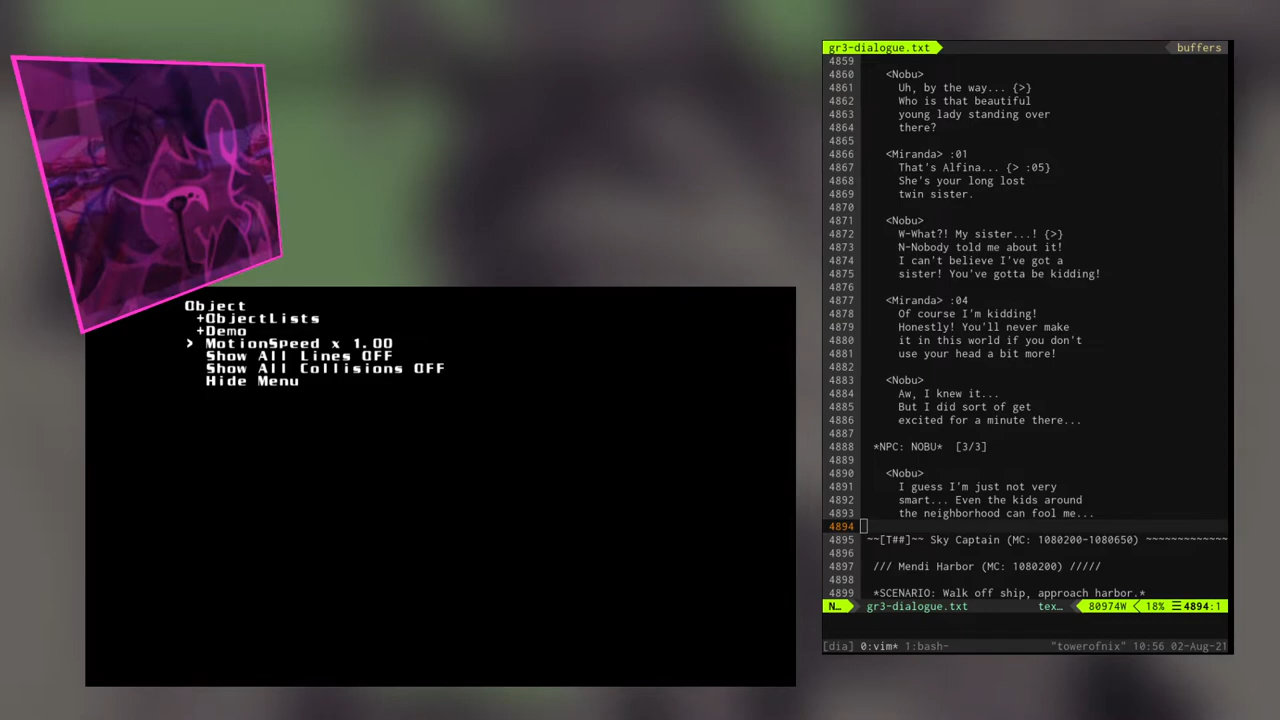 Object
+ObjectLists
+Demo
> MotionSpeed x 1.00
Show All Lines OFF
Show All Collisions OFF
Hide Menu
gr3-dialogue.txt buffers
4859
4860 <Nobu>
4861 Uh, by the way... {>}
4862 Who is that beautiful
4863 young lady standing over
4864 there?
4865
4866 <Miranda> :01
4867 That's Alfina... {> :05}
4868 She's your long lost
4869 twin sister.
4870
4871 <Nobu>
4872 W-What?! My sister...! {>}
4873 N-Nobody told me about it!
4874 I can't believe I've got a
4875 sister! You've gotta be kidding!
4876
4877 <Miranda> :04
4878 Of course I'm kidding!
4879 Honestly! You'll never make
4880 it in this world if you don't
4881 use your head a bit more!
4882
4883 <Nobu>
4884 Aw, I knew it...
4885 But I did sort of get
4886 excited for a minute there...
4887
4888 *NPC: NOBU* [3/3]
4889
4890 <Nobu>
4891 I guess I'm just not very
4892 smart... Even the kids around
4893 the neighborhood can fool me...
4894
4895 ~~[T##]~~ Sky Captain (MC: 1080200-1080650) ~~~~~~~~~~~~~
4896
4897 /// Mendi Harbor (MC: 1080200) /////
4898
4899 *SCENARIO: Walk off ship, approach harbor.*
N… gr3-dialogue.txt tex… 80974W 18% ☰4894:1
[dia] 0:vim* 1:bash- "towerofnix" 10:56 02-Aug-21